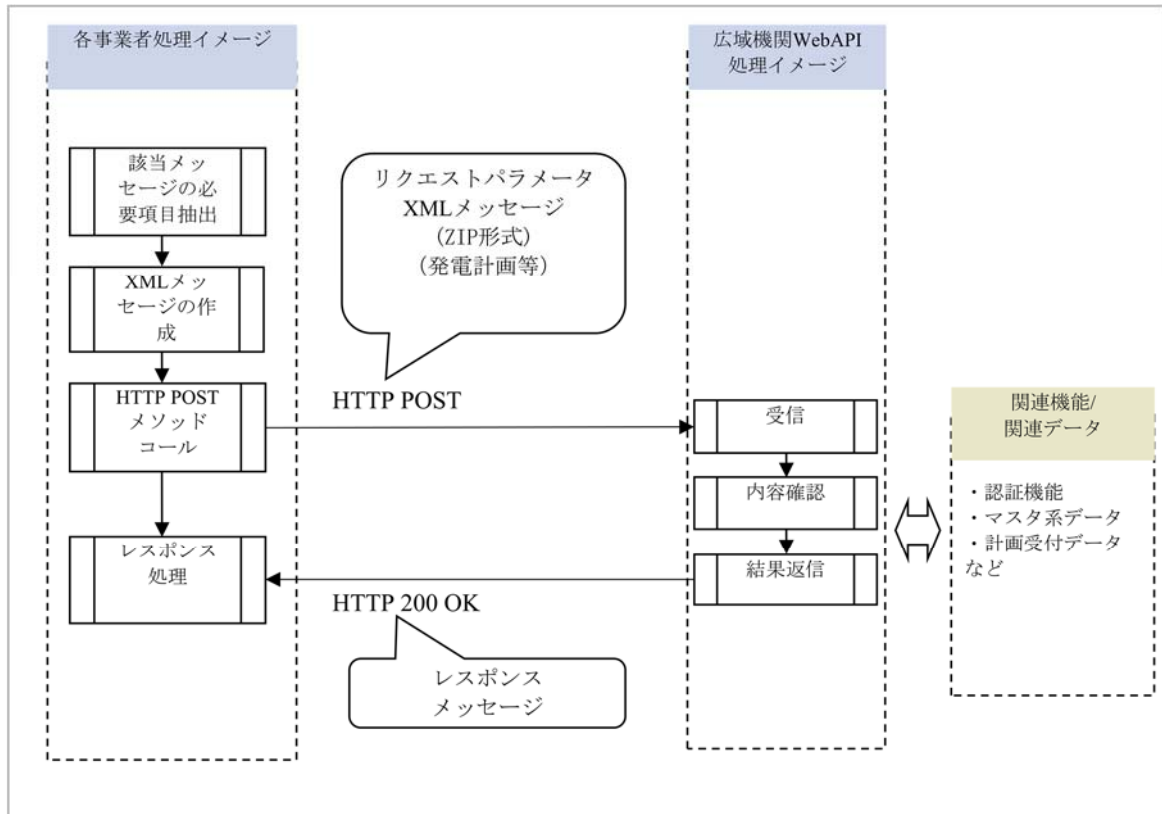 各事業者処理イメージ
広域機関WebAPI
処理イメージ
該当メッ
セージの必
要項目抽出
XMLメッ
セージの作
成
HTTP POST
メソッド
コール
レスポンス
処理
リクエストパラメータ
XMLメッセージ
(ZIP形式)
(発電計画等)
HTTP POST
受信
内容確認
結果返信
HTTP 200 OK
レスポンス
メッセージ
関連機能/
関連データ
・認証機能
・マスタ系データ
・計画受付データ
など